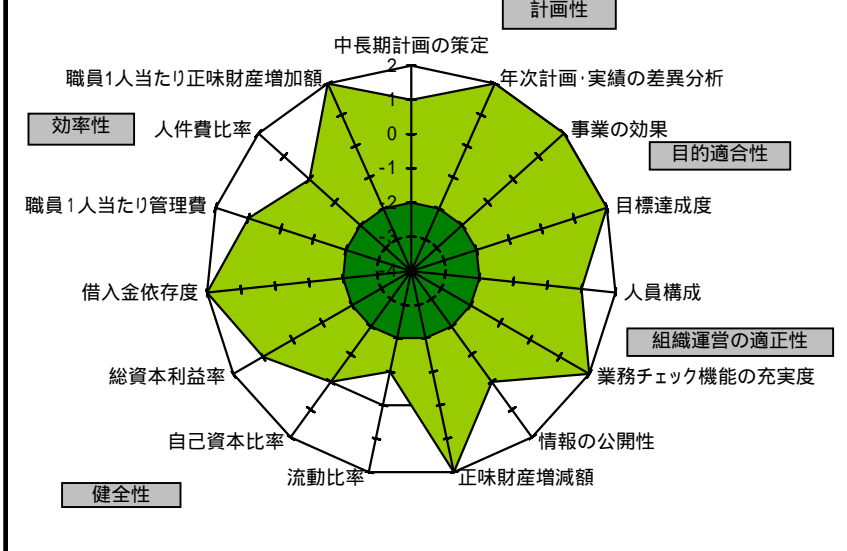 計画性
中長期計画の策定
年次計画・実績の差異分析
事業の効果
目的適合性
目標達成度
人員構成
組織運営の適正性
業務チェック機能の充実度
情報の公開性
正味財産増減額
流動比率
自己資本比率
健全性
総資本利益率
借入金依存度
職員1人当たり管理費
人件費比率
効率性
職員1人当たり正味財産増加額
2
1
0
-1
-2
-3
-4